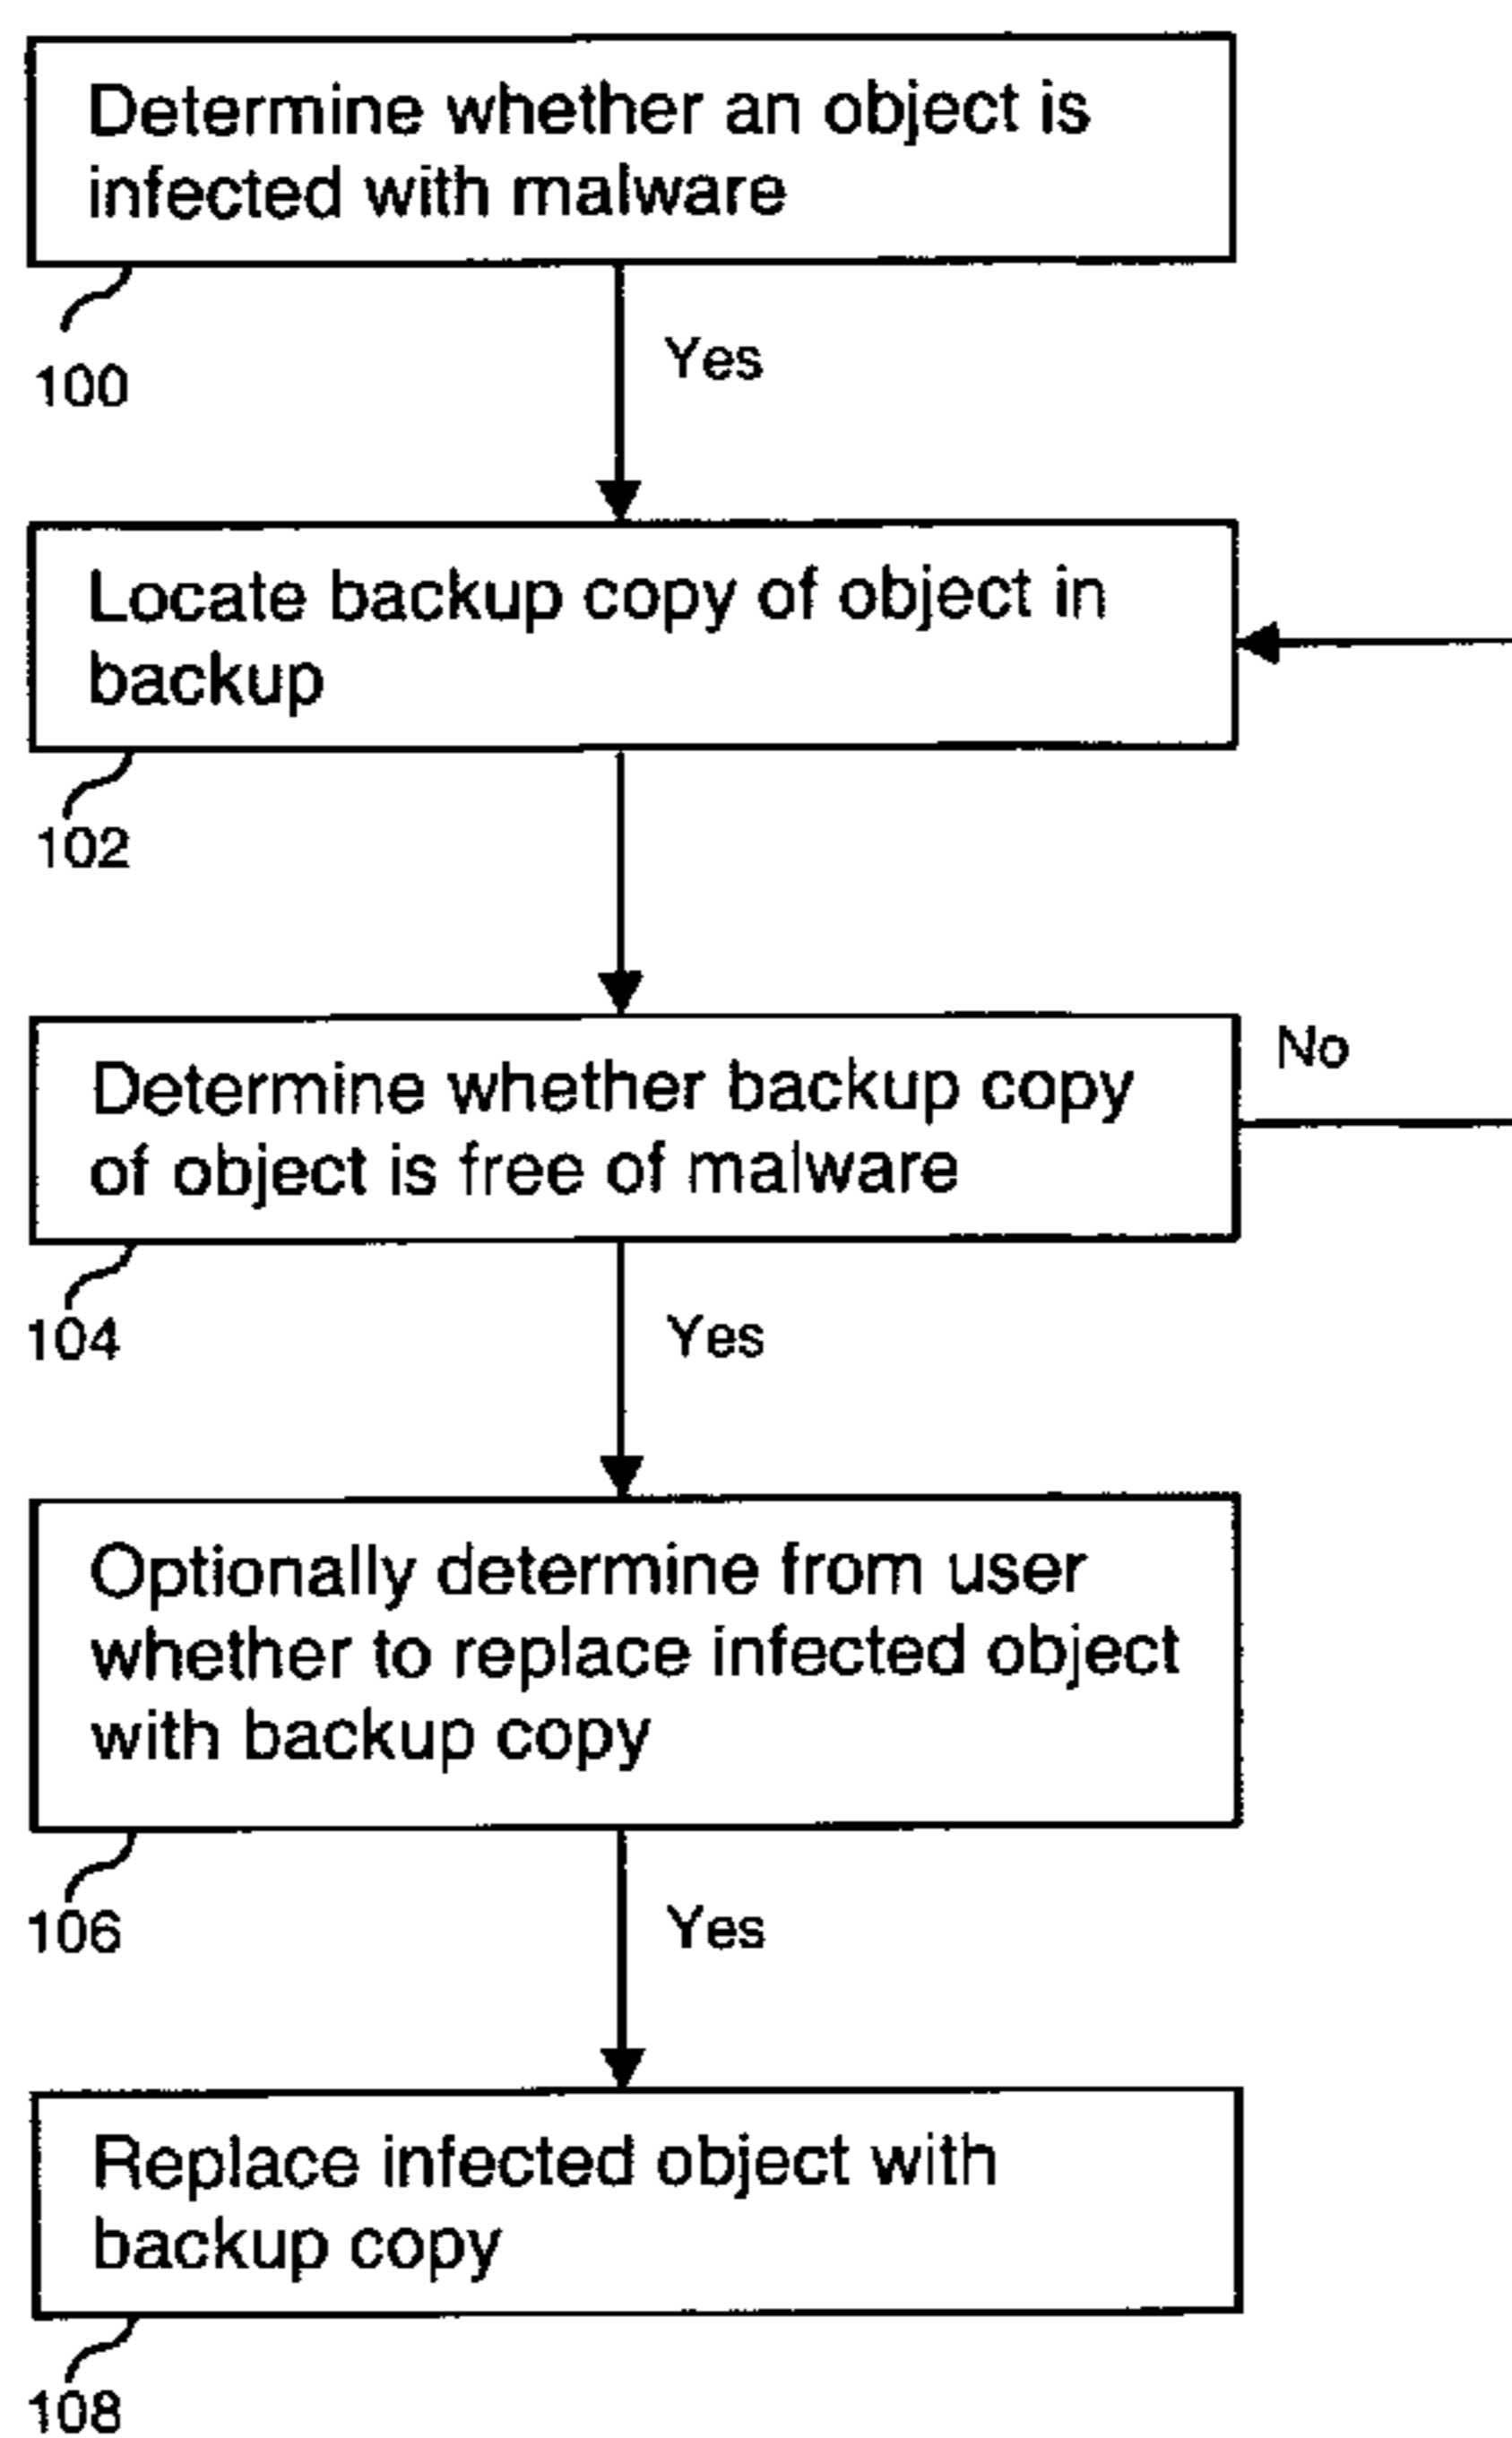 Determine whether an object is
infected with malware
100
Yes
Locate backup copy of object in
backup
102
Determine whether backup copy
of object is free of malware
No
104
Yes
Optionally determine from user
whether to replace infected object
with backup copy
106
Yes
Replace infected object with
backup copy
108